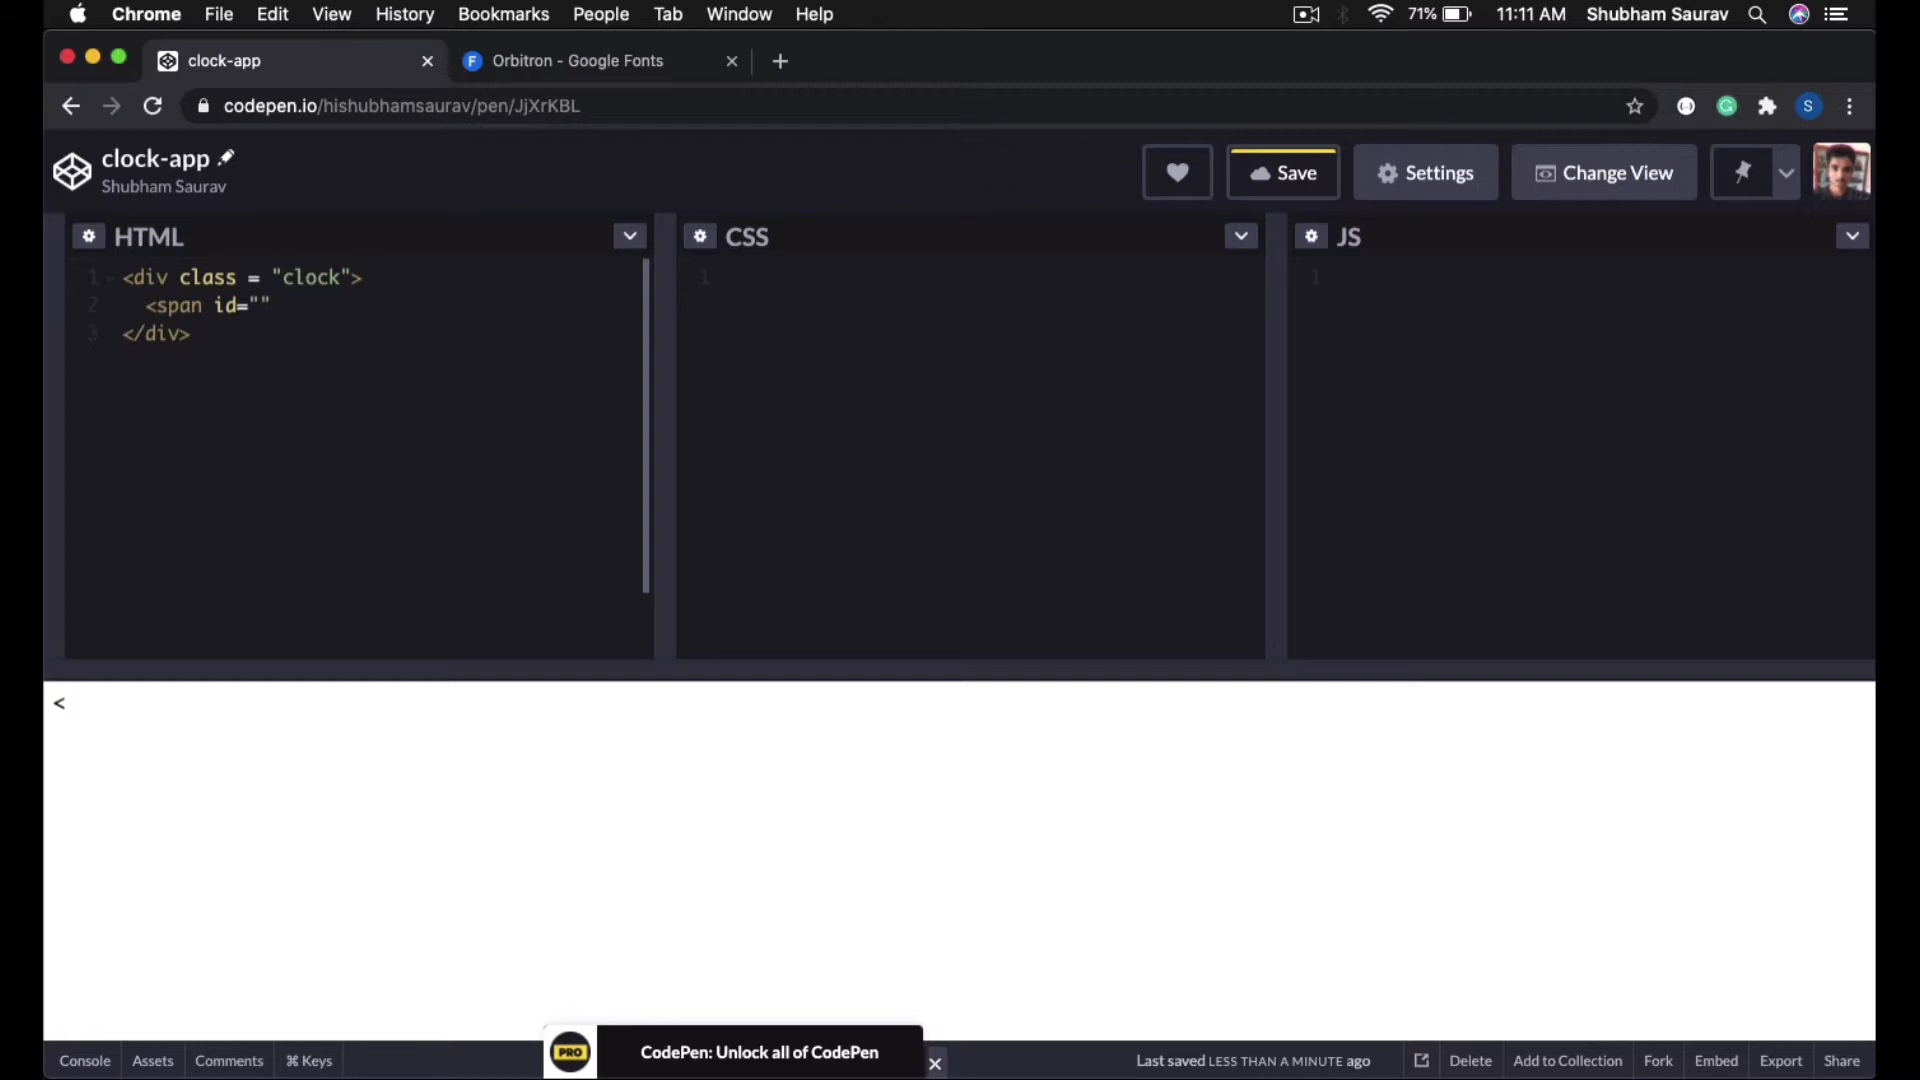 Chrome File Edit View History Bookmarks People Tab Window Help 71% 11:11 AM Shubham Saurav
clock-app Orbitron - Google Fonts
codepen.io/hishubhamsaurav/pen/JjXrKBL S
clock-app
Shubham Saurav
Save Settings Change View
HTML CSS JS
1 <div class = "clock"> 1 1
2 <span id=""
3 </div>
<
PRO CodePen: Unlock all of CodePen
Console Assets Comments ⌘ Keys Last saved LESS THAN A MINUTE ago Delete Add to Collection Fork Embed Export Share